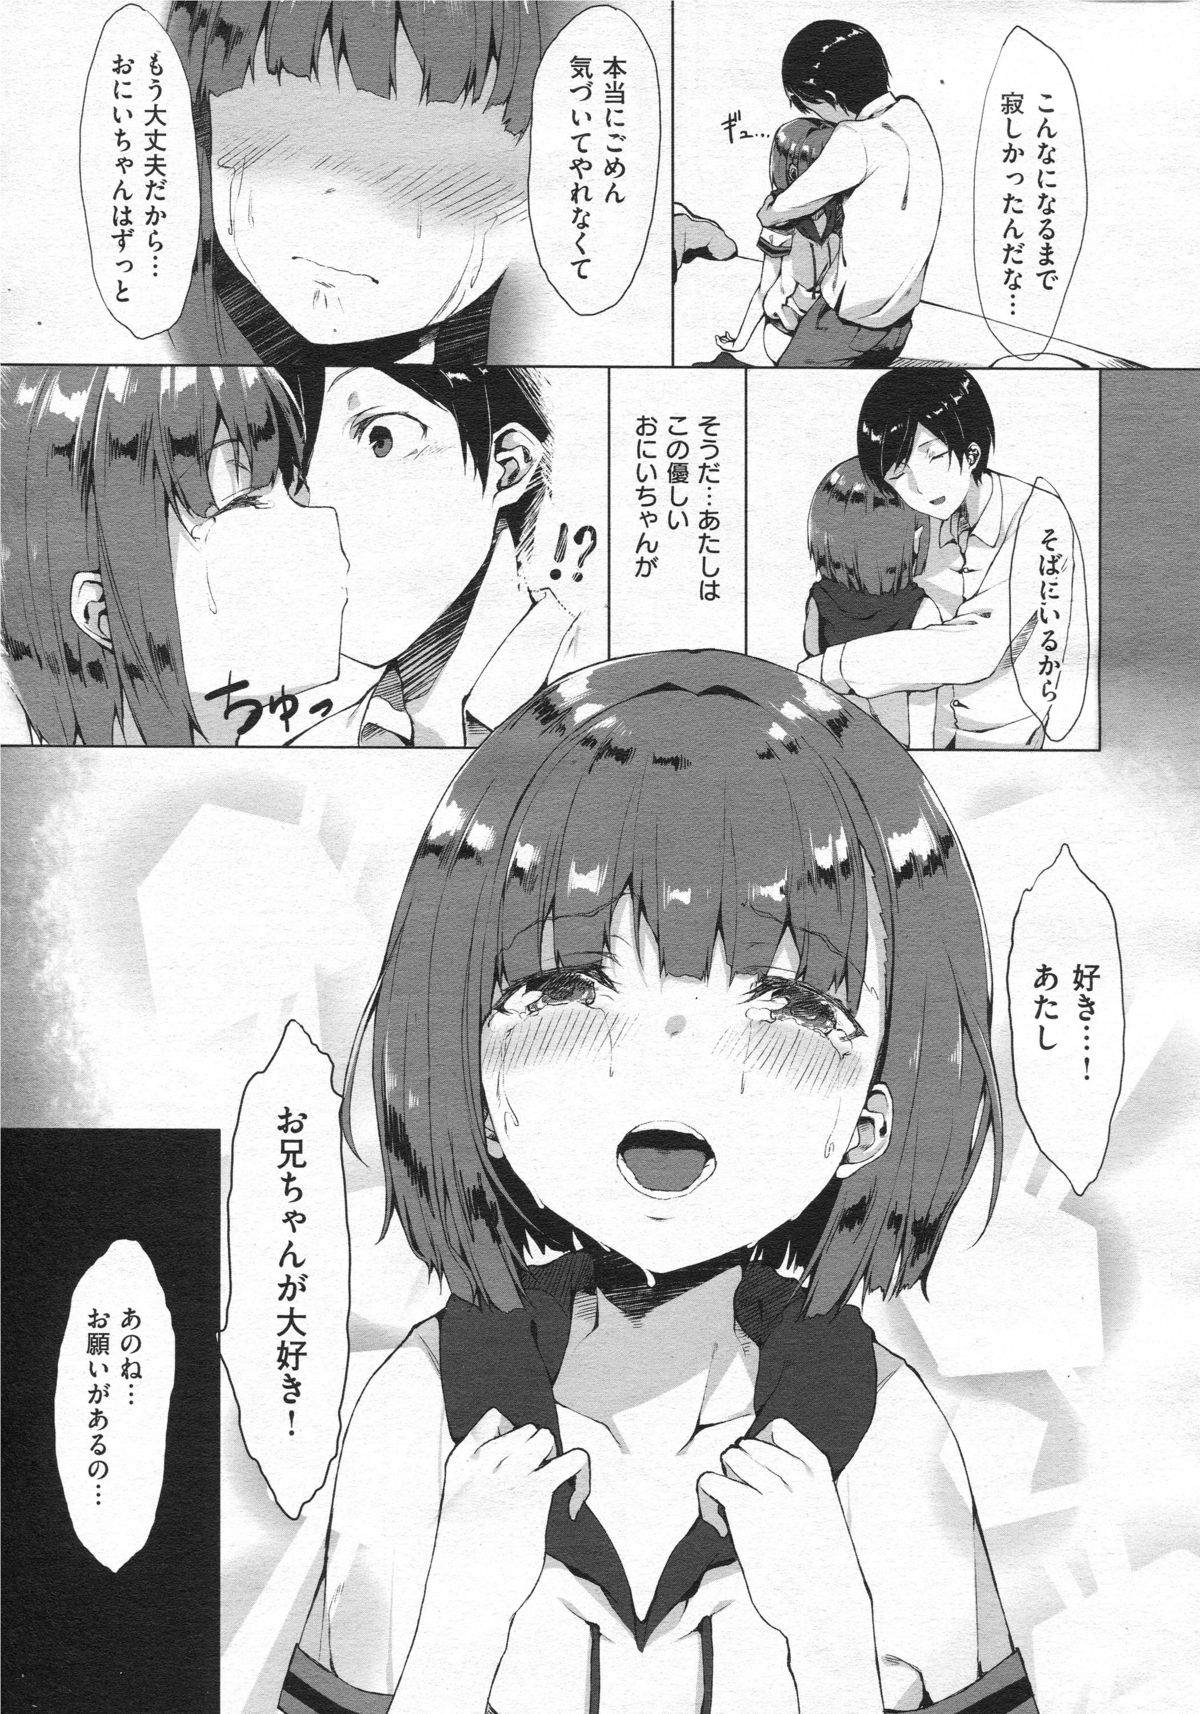 こんなになるまで
寂しかったんだな…
ギュ…
本当にごめん
気づいてやれなくて
もう大丈夫だから…
おにいちゃんはずっと
そばにいるから
そうだ…あたしは
この優しい
おにいちゃんが
!?
ちゅっ
好き…!
あたし
お兄ちゃんが大好き!
あのね…
お願いがあるの…